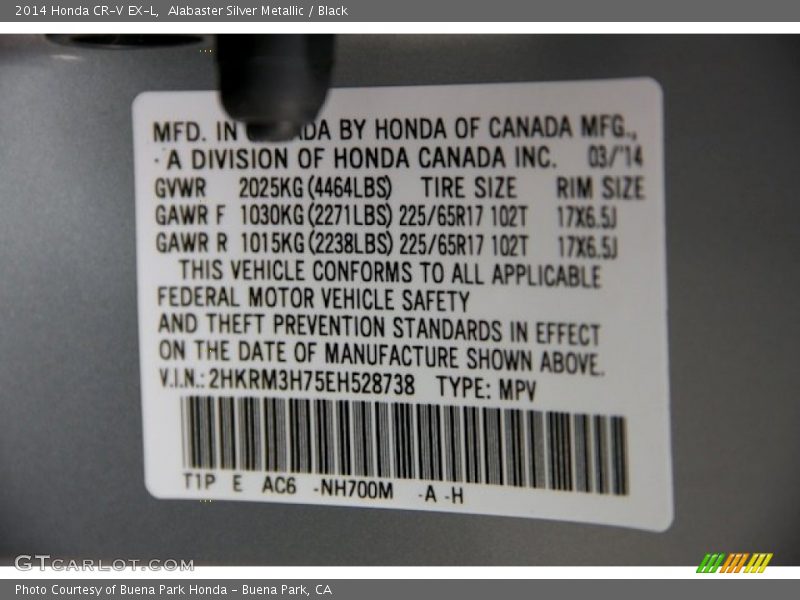 2014 Honda CR-V EX-L, Alabaster Silver Metallic / Black
MFD. IN BY HONDA OF CANADA MFG.,
A DIVISION OF HONDA CANADA INC. 03/'14
GVWR 2025KG (4464LBS) TIRE SIZE RIM SIZE
GAWR F 1030KG (2271LBS) 225/65R17 102T 17X6.5J
GAWR R 1015KG (2238LBS) 225/65R17 102T 17X6.5J
THIS VEHICLE CONFORMS TO ALL APPLICABLE
FEDERAL MOTOR VEHICLE SAFETY
AND THEFT PREVENTION STANDARDS IN EFFECT
ON THE DATE OF MANUFACTURE SHOWN ABOVE.
V.I.N.: 2HKRM3H75EH528738 TYPE: MPV
T1P E AC6 -NH700M -A -H
GTCARLOT.COM
Photo Courtesy of Buena Park Honda - Buena Park, CA